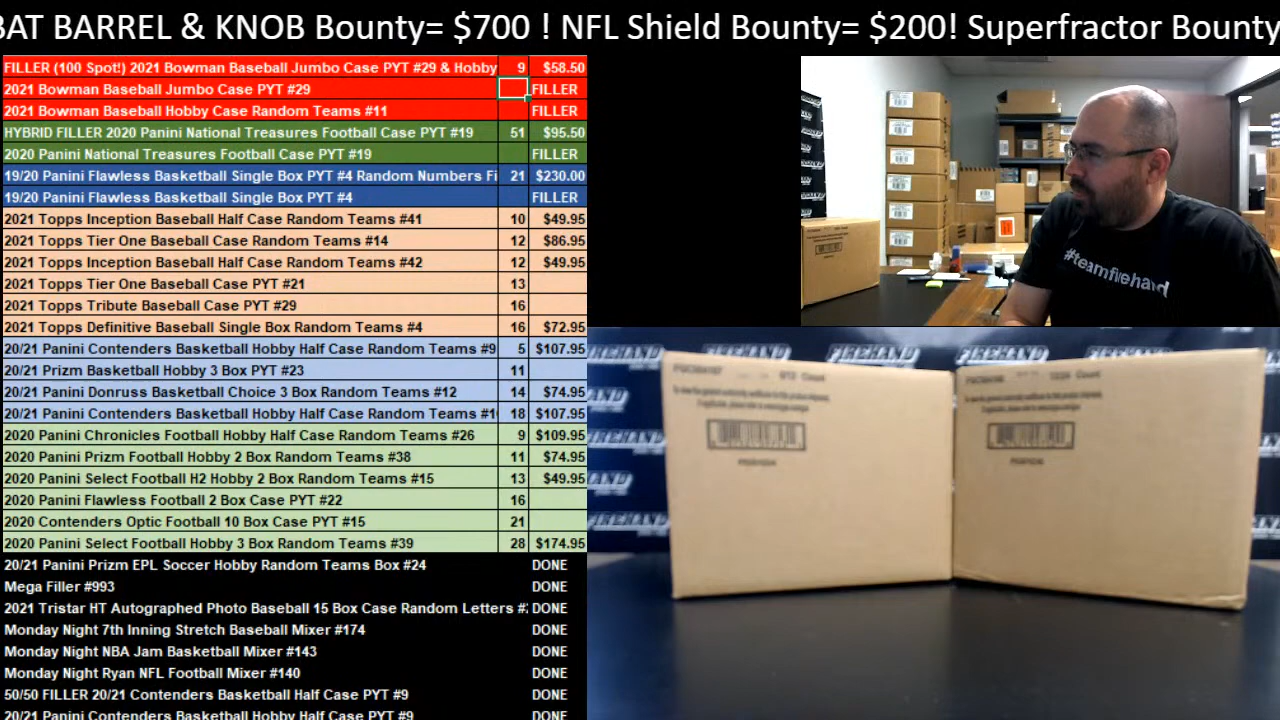 BAT BARREL & KNOB Bounty= $700 ! NFL Shield Bounty= $200! Superfractor Bounty
FILLER (100 Spot!) 2021 Bowman Baseball Jumbo Case PYT #29 & Hobby 9 $58.50
2021 Bowman Baseball Jumbo Case PYT #29 FILLER
2021 Bowman Baseball Hobby Case Random Teams #11 FILLER
HYBRID FILLER 2020 Panini National Treasures Football Case PYT #19 51 $95.50
2020 Panini National Treasures Football Case PYT #19 FILLER
19/20 Panini Flawless Basketball Single Box PYT #4 Random Numbers Fi 21 $230.00
19/20 Panini Flawless Basketball Single Box PYT #4 FILLER
2021 Topps Inception Baseball Half Case Random Teams #41 10 $49.95
2021 Topps Tier One Baseball Case Random Teams #14 12 $86.95
2021 Topps Inception Baseball Half Case Random Teams #42 12 $49.95
2021 Topps Tier One Baseball Case PYT #21 13
2021 Topps Tribute Baseball Case PYT #29 16
2021 Topps Definitive Baseball Single Box Random Teams #4 16 $72.95
20/21 Panini Contenders Basketball Hobby Half Case Random Teams #9 5 $107.95
20/21 Prizm Basketball Hobby 3 Box PYT #23 11
20/21 Panini Donruss Basketball Choice 3 Box Random Teams #12 14 $74.95
20/21 Panini Contenders Basketball Hobby Half Case Random Teams #1 18 $107.95
2020 Panini Chronicles Football Hobby Half Case Random Teams #26 9 $109.95
2020 Panini Prizm Football Hobby 2 Box Random Teams #38 11 $74.95
2020 Panini Select Football H2 Hobby 2 Box Random Teams #15 13 $49.95
2020 Panini Flawless Football 2 Box Case PYT #22 16
2020 Contenders Optic Football 10 Box Case PYT #15 21
2020 Panini Select Football Hobby 3 Box Random Teams #39 28 $174.95
20/21 Panini Prizm EPL Soccer Hobby Random Teams Box #24 DONE
Mega Filler #993 DONE
2021 Tristar HT Autographed Photo Baseball 15 Box Case Random Letters #2 DONE
Monday Night 7th Inning Stretch Baseball Mixer #174 DONE
Monday Night NBA Jam Basketball Mixer #143 DONE
Monday Night Ryan NFL Football Mixer #140 DONE
50/50 FILLER 20/21 Contenders Basketball Half Case PYT #9 DONE
20/21 Panini Contenders Basketball Hobby Half Case PYT #9 DONE
#teamfirehand
FIREHAND
FIREHAND
FIREHAND
FIREHAND